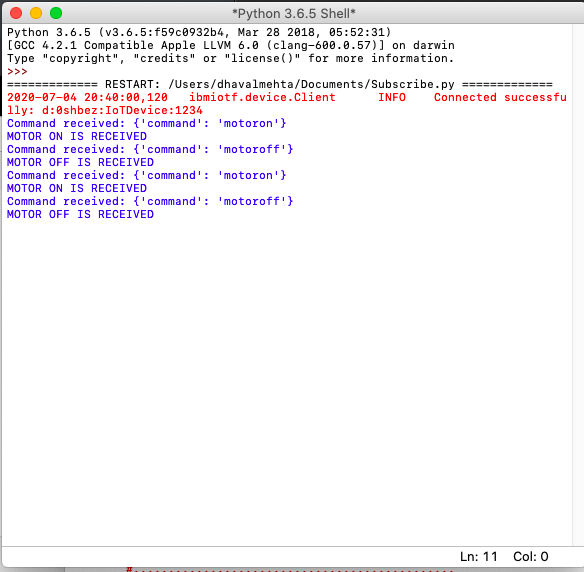 *Python 3.6.5 Shell*
Python 3.6.5 (v3.6.5:f59c0932b4, Mar 28 2018, 05:52:31)
[GCC 4.2.1 Compatible Apple LLVM 6.0 (clang-600.0.57)] on darwin
Type "copyright", "credits" or "license()" for more information.
>>>
============= RESTART: /Users/dhavalmehta/Documents/Subscribe.py =============
2020-07-04 20:40:00,120   ibmiotf.device.Client      INFO    Connected successfu
lly: d:0shbez:IoTDevice:1234
Command received: {'command': 'motoron'}
MOTOR ON IS RECEIVED
Command received: {'command': 'motoroff'}
MOTOR OFF IS RECEIVED
Command received: {'command': 'motoron'}
MOTOR ON IS RECEIVED
Command received: {'command': 'motoroff'}
MOTOR OFF IS RECEIVED
Ln: 11 Col: 0